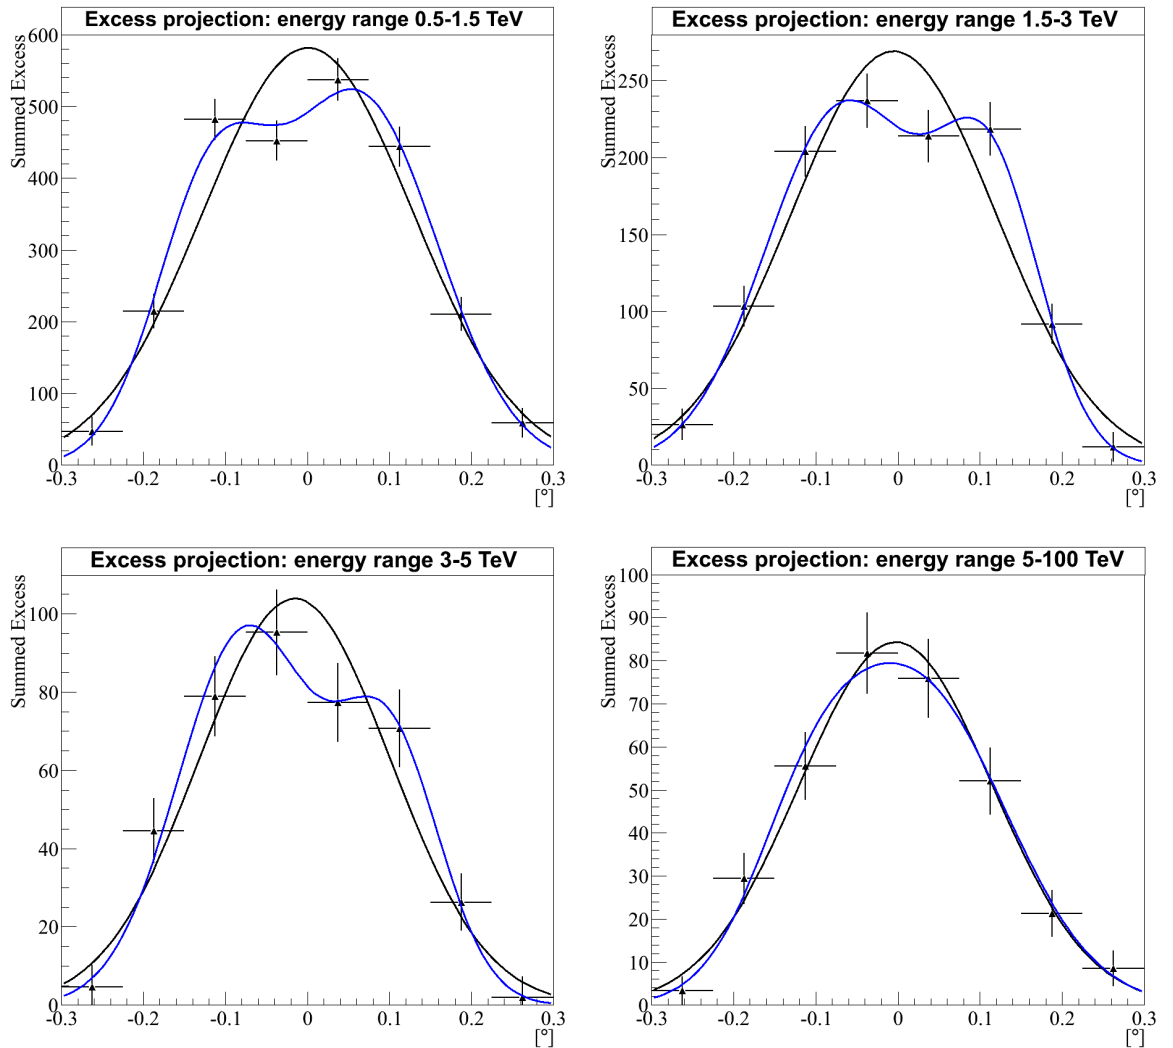 Excess projection: energy range 0.5-1.5 TeV
Summed Excess
600
500
400
300
200
100
0
-0.3 -0.2 -0.1 0 0.1 0.2 0.3
[°]
Excess projection: energy range 1.5-3 TeV
Summed Excess
250
200
150
100
50
0
-0.3 -0.2 -0.1 0 0.1 0.2 0.3
[°]
Excess projection: energy range 3-5 TeV
Summed Excess
100
80
60
40
20
0
-0.3 -0.2 -0.1 0 0.1 0.2 0.3
[°]
Excess projection: energy range 5-100 TeV
Summed Excess
100
90
80
70
60
50
40
30
20
10
0
-0.3 -0.2 -0.1 0 0.1 0.2 0.3
[°]